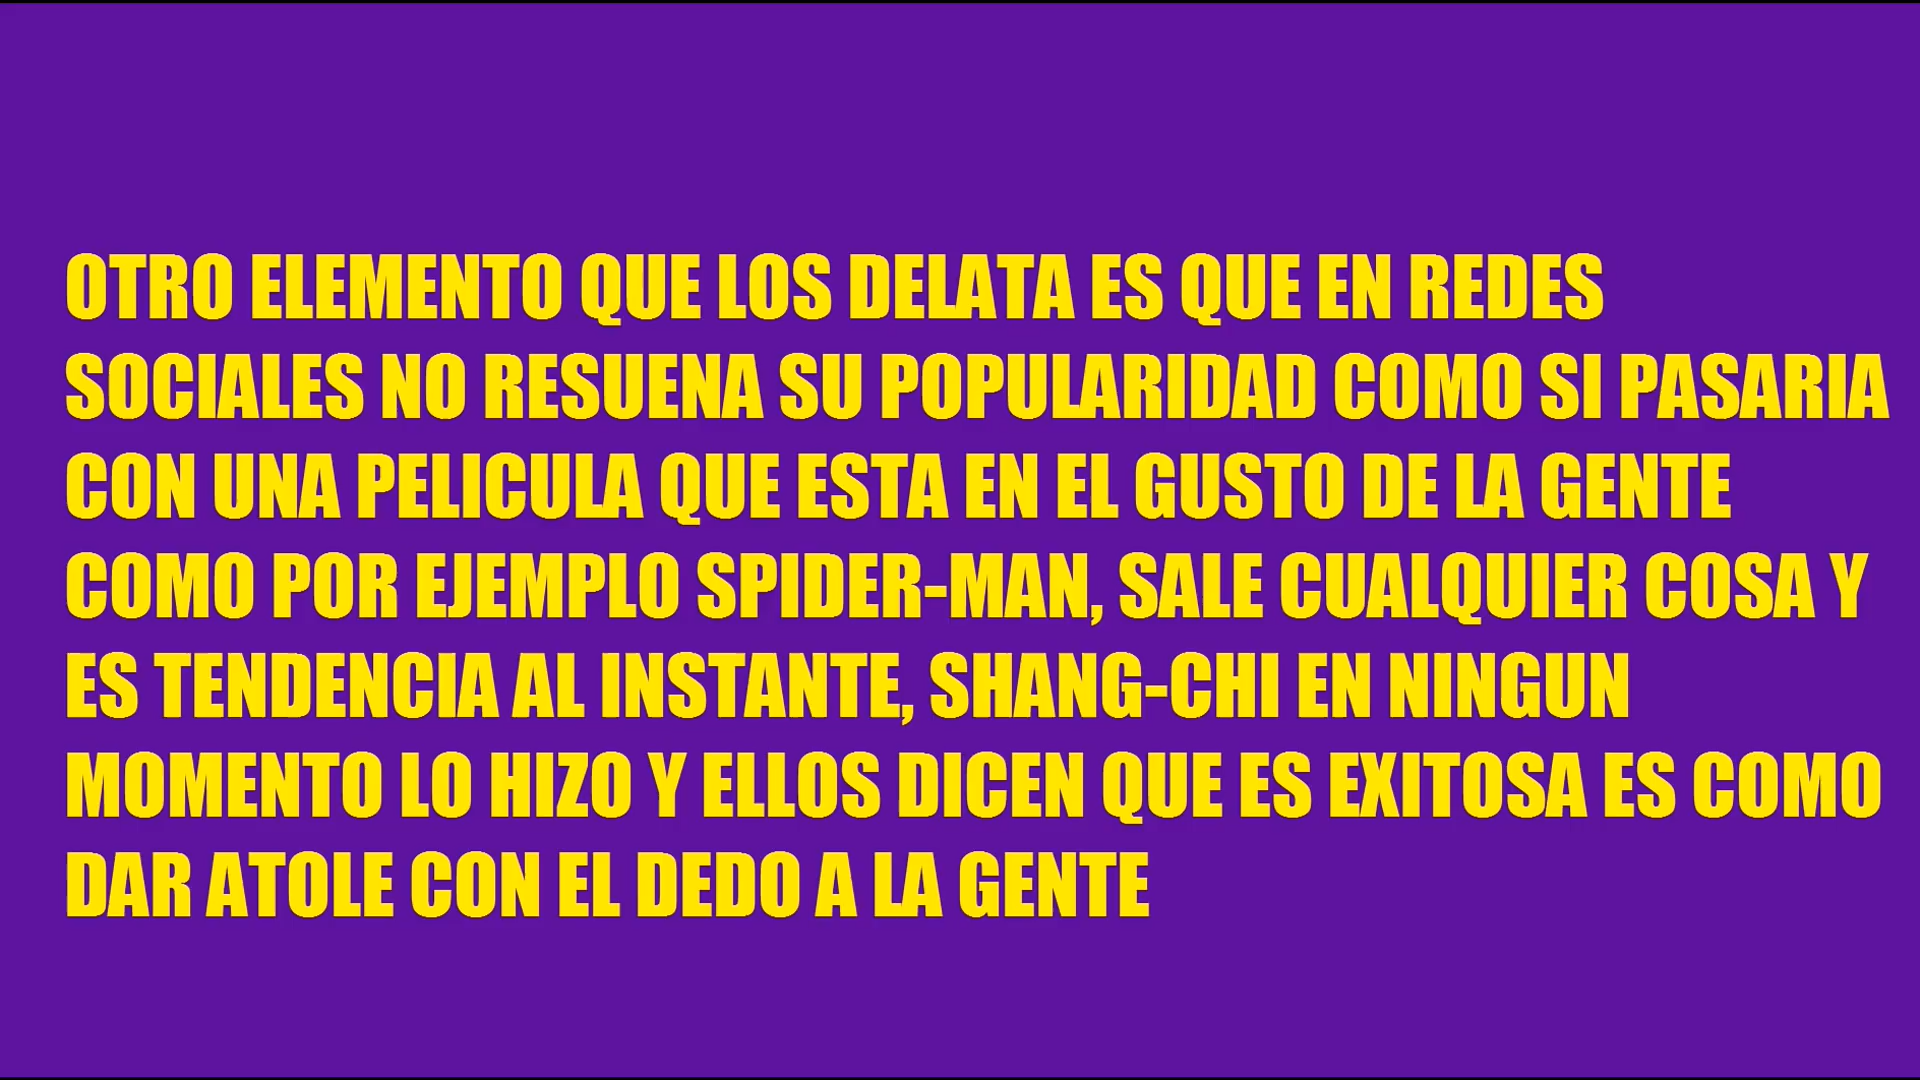 OTRO ELEMENTO QUE LOS DELATA ES QUE EN REDES
SOCIALES NO RESUENA SU POPULARIDAD COMO SI PASARIA
CON UNA PELICULA QUE ESTA EN EL GUSTO DE LA GENTE
COMO POR EJEMPLO SPIDER-MAN, SALE CUALQUIER COSA Y
ES TENDENCIA AL INSTANTE, SHANG-CHI EN NINGUN
MOMENTO LO HIZO Y ELLOS DICEN QUE ES EXITOSA ES COMO
DAR ATOLE CON EL DEDO A LA GENTE